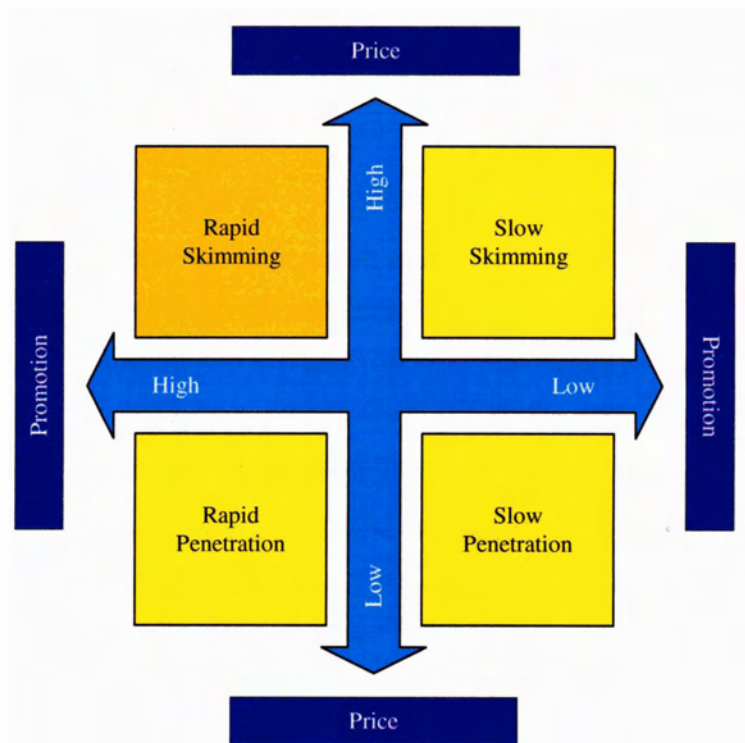 Price
High
Rapid
Skimming
Slow
Skimming
Promotion
Promotion
High
Low
Rapid
Penetration
Slow
Penetration
Low
Price